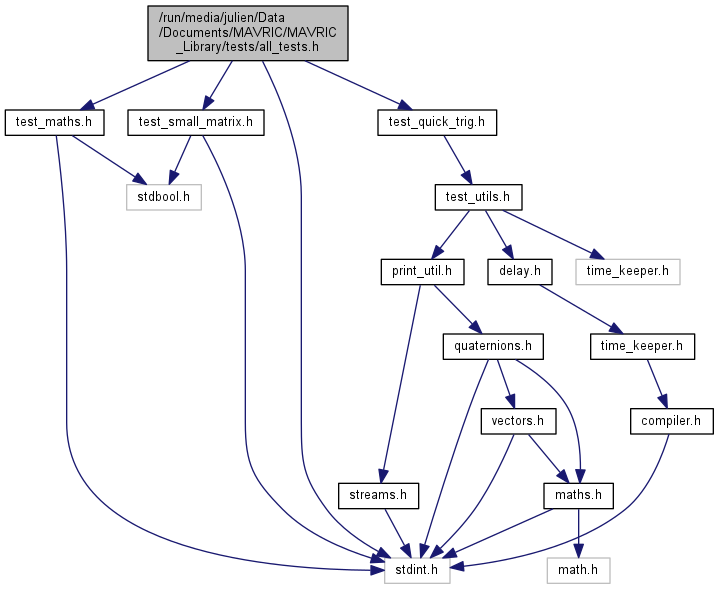 /run/media/julien/Data
/Documents/MAVRIC/MAVRIC
_Library/tests/all_tests.h
test_maths.h
test_small_matrix.h
test_quick_trig.h
stdbool.h
test_utils.h
print_util.h
delay.h
time_keeper.h
quaternions.h
time_keeper.h
vectors.h
compiler.h
streams.h
maths.h
stdint.h
math.h